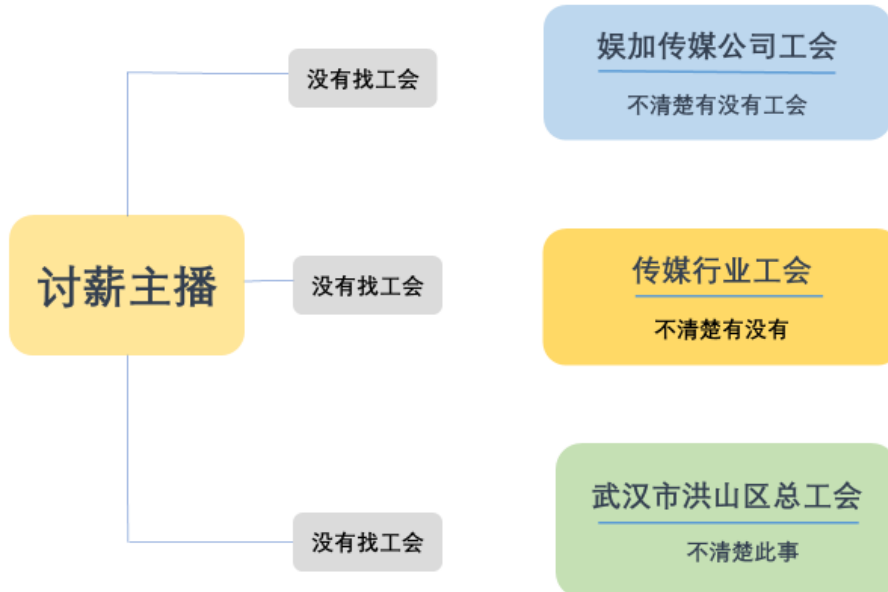 没有找工会
娱加传媒公司工会
不清楚有没有工会
讨薪主播
没有找工会
传媒行业工会
不清楚有没有
没有找工会
武汉市洪山区总工会
不清楚此事